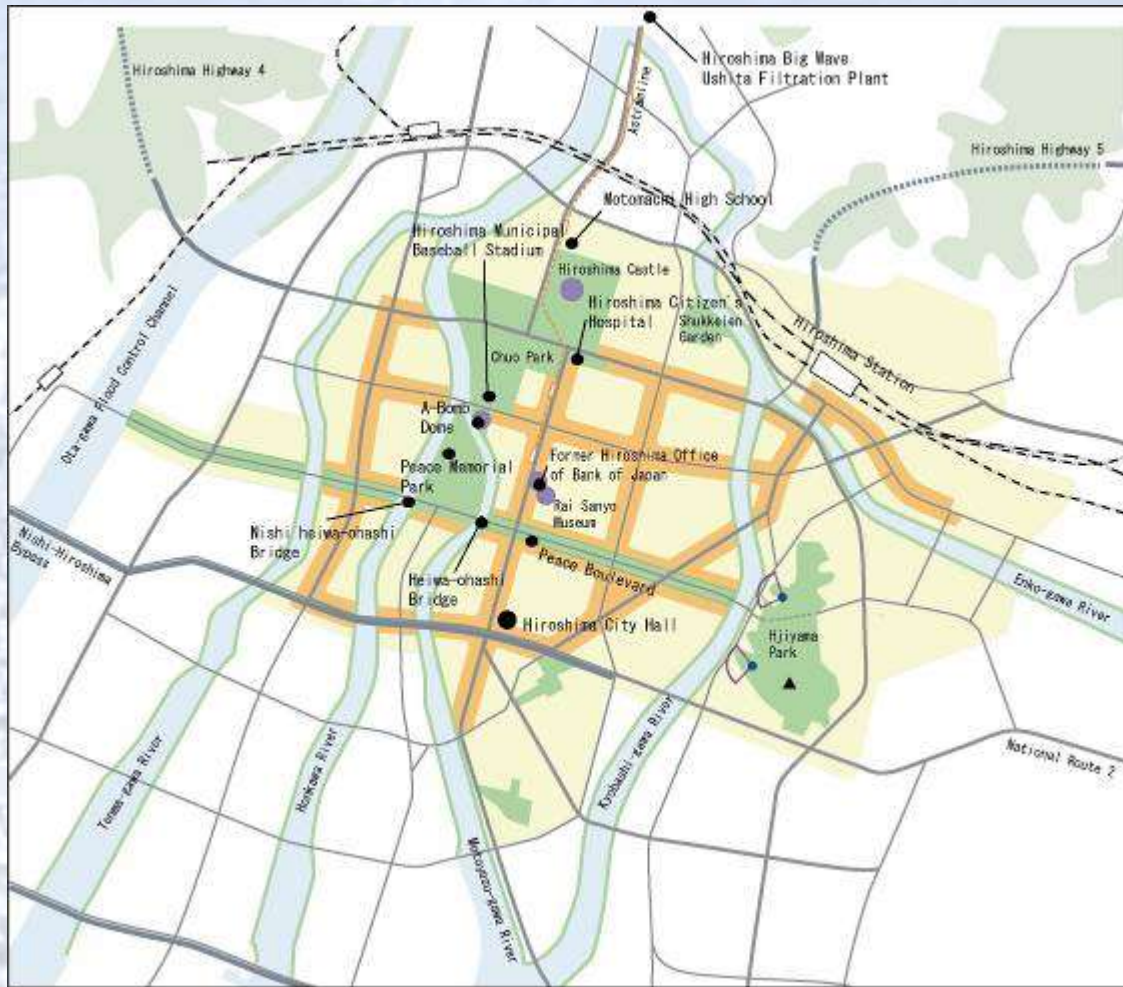 Hiroshima Big Wave
Ushita Filtration Plant
Hiroshima Highway 4
Astramline
Hiroshima Highway 5
Motomachi High School
Hiroshima Municipal
Baseball Stadium
Hiroshima Castle
Hiroshima Citizen's
Hospital
Shukkeien
Garden
Hiroshima Station
Ota-gawa Flood Control Channel
Chuo Park
A-Bomb
Dome
Peace Memorial
Park
Former Hiroshima Office
of Bank of Japan
Rai Sanyo
Museum
Nishi heiwa-ohashi
Bridge
Nishi-Hiroshima
Bypass
Heiwa-ohashi
Bridge
Peace Boulevard
Enko-gawa River
Hiroshima City Hall
Hjiyama
Park
Kyobashi-gawa River
National Route 2
Tenma-gawa River
Honkawa River
Motoyasu-gawa River